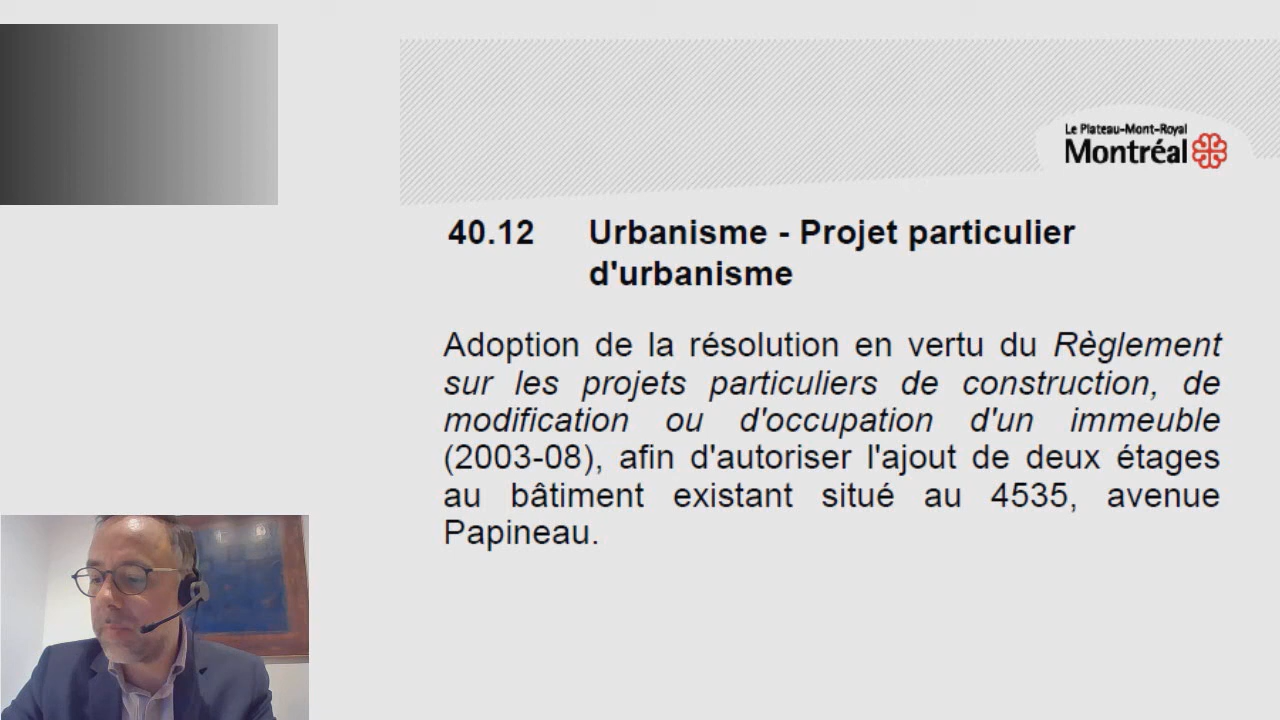 Le Plateau-Mont-Royal
Montréal
40.12 Urbanisme - Projet particulier
d'urbanisme
Adoption de la résolution en vertu du Règlement
sur les projets particuliers de construction, de
modification ou d'occupation d'un immeuble
(2003-08), afin d'autoriser l'ajout de deux étages
au bâtiment existant situé au 4535, avenue
Papineau.